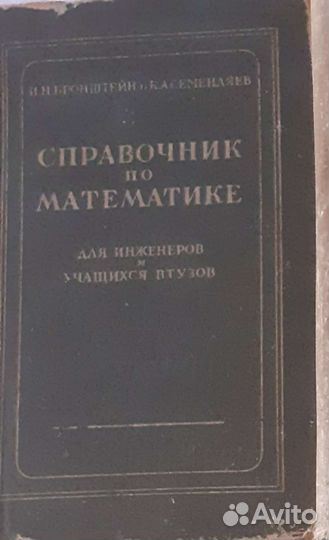 И.Н.БРОНШТЕЙН и К.А.СЕМЕНДЯЕВ
СПРАВОЧНИК
ПО
МАТЕМАТИКЕ
ДЛЯ ИНЖЕНЕРОВ
И
УЧАЩИХСЯ ВТУЗОВ
Avito